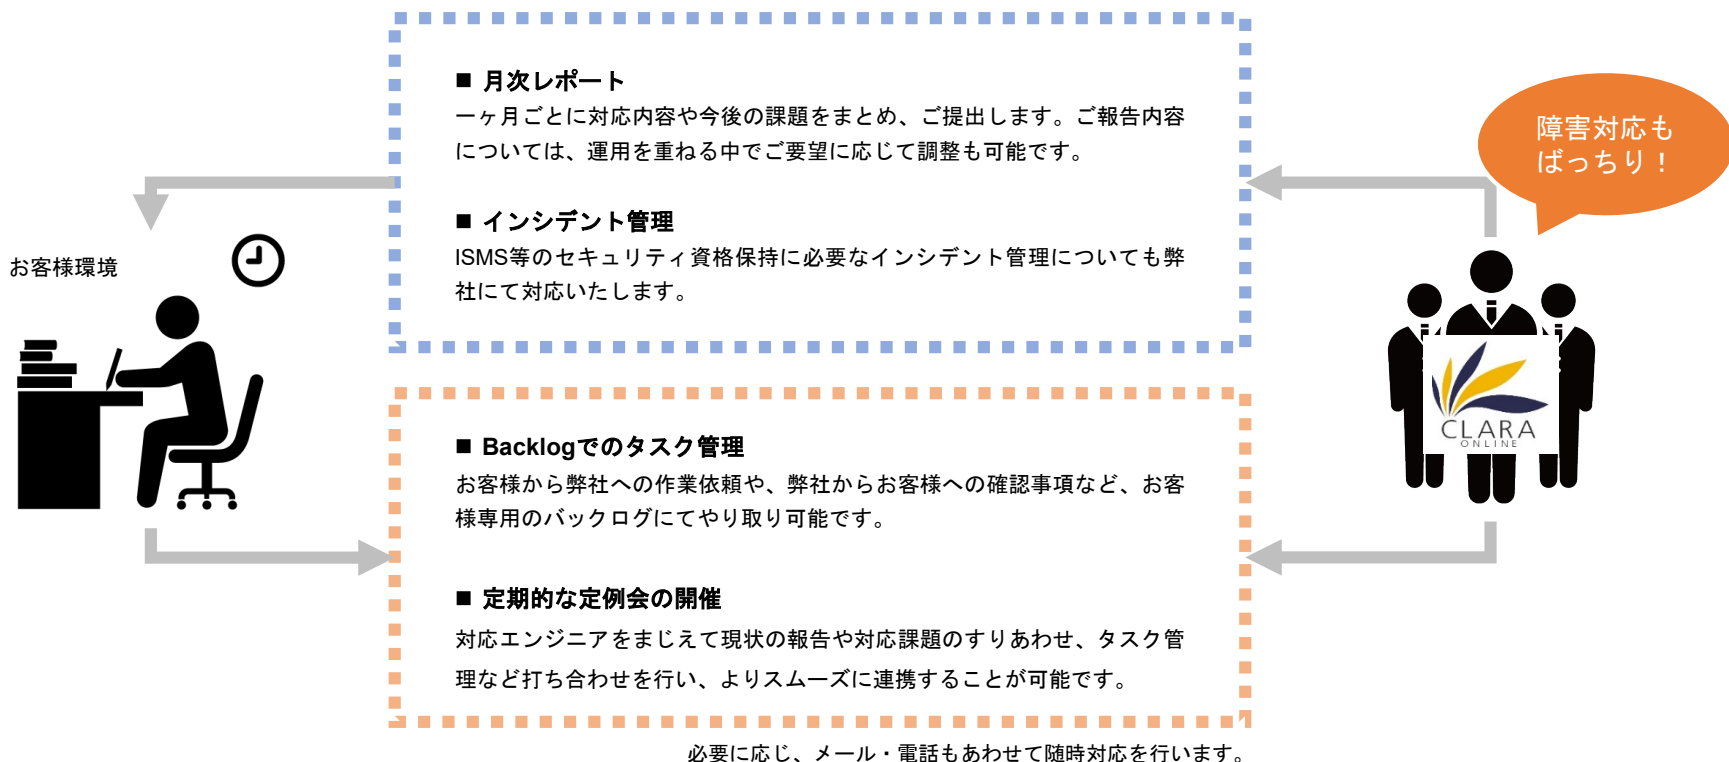 ■ 月次レポート
一ヶ月ごとに対応内容や今後の課題をまとめ、ご提出します。ご報告内容
については、運用を重ねる中でご要望に応じて調整も可能です。
■ インシデント管理
ISMS等のセキュリティ資格保持に必要なインシデント管理についても弊
社にて対応いたします。
障害対応も
ばっちり！
お客様環境
CLARA
ONLINE
■ Backlogでのタスク管理
お客様から弊社への作業依頼や、弊社からお客様への確認事項など、お客
様専用のバックログにてやり取り可能です。
■ 定期的な定例会の開催
対応エンジニアをまじえて現状の報告や対応課題のすりあわせ、タスク管
理など打ち合わせを行い、よりスムーズに連携することが可能です。
必要に応じ、メール・電話もあわせて随時対応を行います。